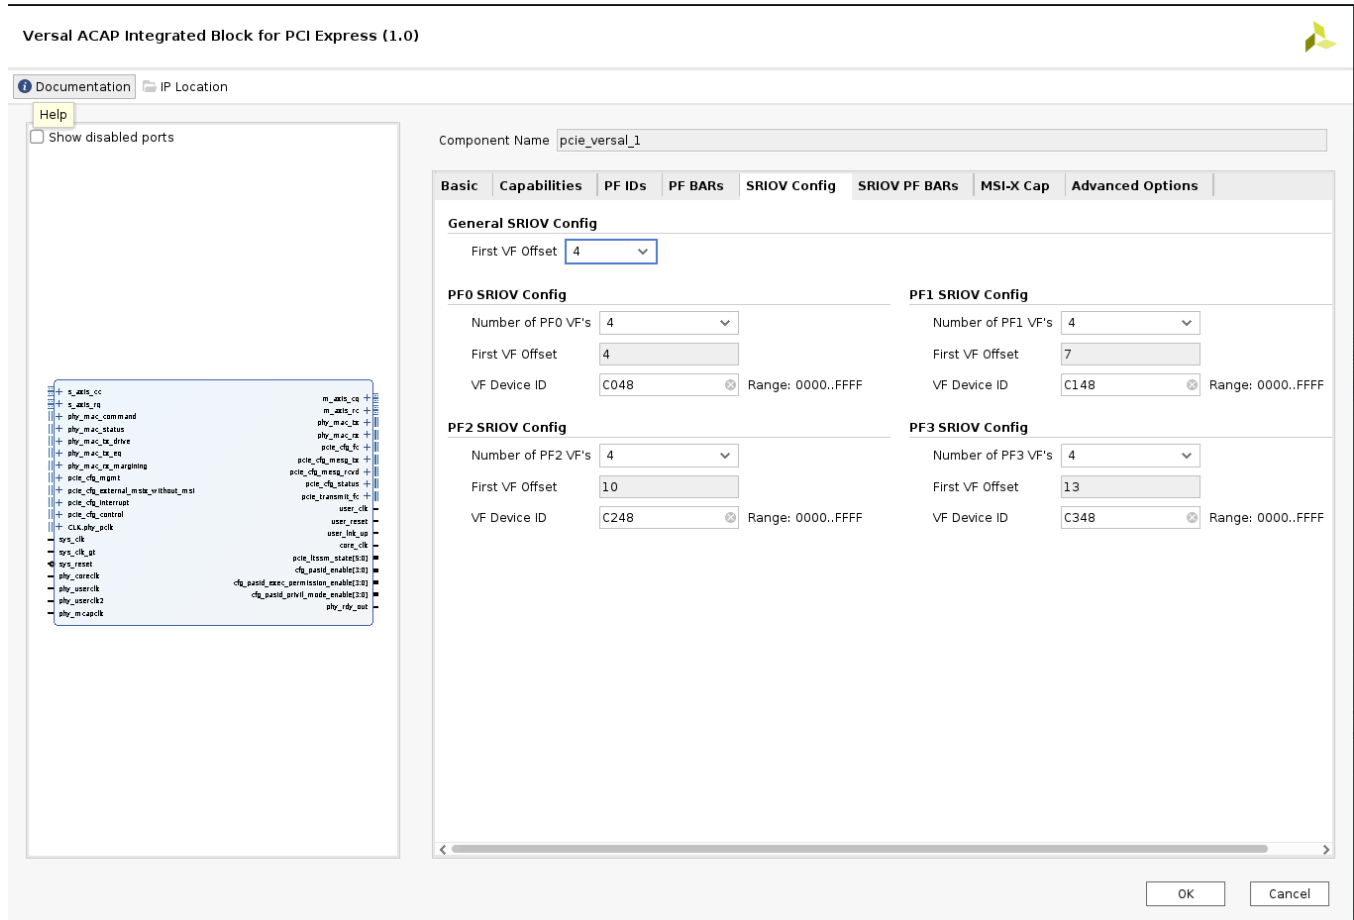 Versal ACAP Integrated Block for PCI Express (1.0)
Documentation IP Location
Help
Show disabled ports
s_axis_cc
s_axis_rq
phy_mac_command
phy_mac_status
phy_mac_tx_drive
phy_mac_tx_eq
phy_mac_rx_margining
pcie_cfg_mgmt
pcie_cfg_external_msix_without_msi
pcie_cfg_interrupt
pcie_cfg_control
CLK.phy_pclk
sys_clk
sys_clk_gt
sys_reset
phy_coreclk
phy_userclk
phy_userclk2
phy_mcapclk
m_axis_cq
m_axis_rc
phy_mac_tx
phy_mac_rx
pcie_cfg_fc
pcie_cfg_mesg_tx
pcie_cfg_mesg_rcvd
pcie_cfg_status
pcie_transmit_fc
user_clk
user_reset
user_lnk_up
core_clk
pcie_ltssm_state[5:0]
cfg_pasid_enable[3:0]
cfg_pasid_exec_permission_enable[3:0]
cfg_pasid_privil_mode_enable[3:0]
phy_rdy_out
Component Name pcie_versal_1
Basic Capabilities PF IDs PF BARs SRIOV Config SRIOV PF BARs MSI-X Cap Advanced Options
General SRIOV Config
First VF Offset 4
PF0 SRIOV Config
Number of PF0 VF's 4
First VF Offset 4
VF Device ID C048 Range: 0000..FFFF
PF1 SRIOV Config
Number of PF1 VF's 4
First VF Offset 7
VF Device ID C148 Range: 0000..FFFF
PF2 SRIOV Config
Number of PF2 VF's 4
First VF Offset 10
VF Device ID C248 Range: 0000..FFFF
PF3 SRIOV Config
Number of PF3 VF's 4
First VF Offset 13
VF Device ID C348 Range: 0000..FFFF
OK Cancel